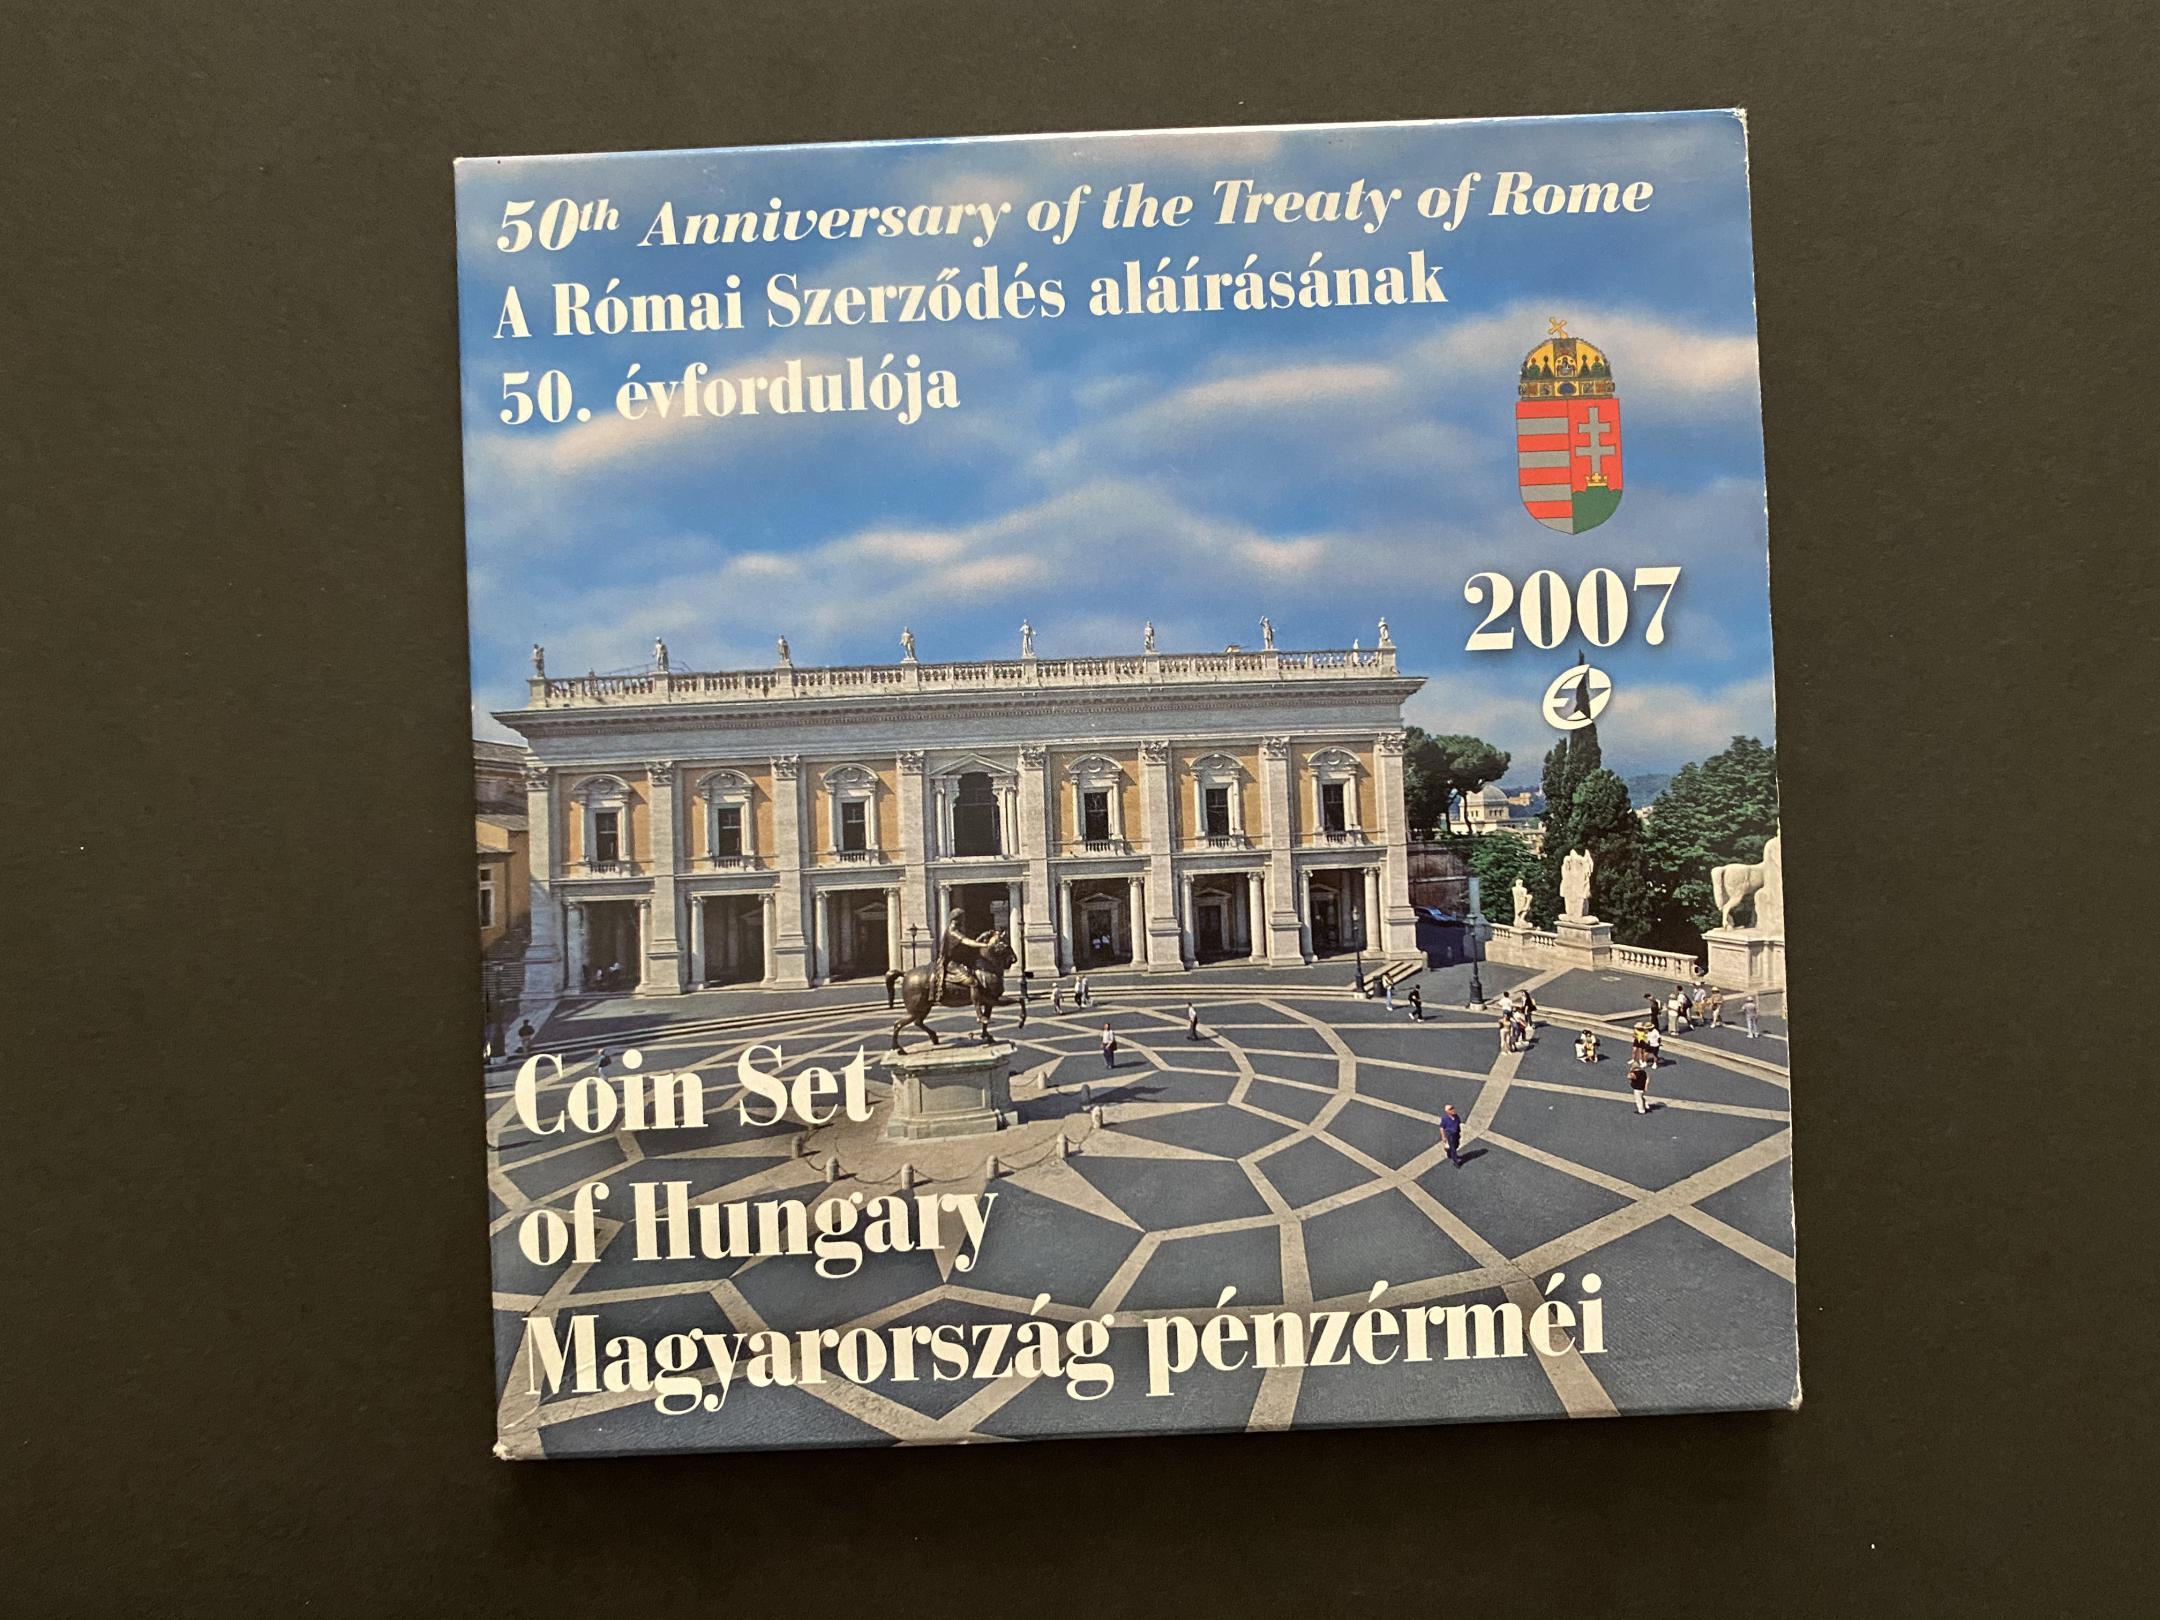 50th Anniversary of the Treaty of Rome
A Római Szerződés aláírásának
50. évfordulója
2007
Coin Set
of Hungary
Magyarország pénzérméi